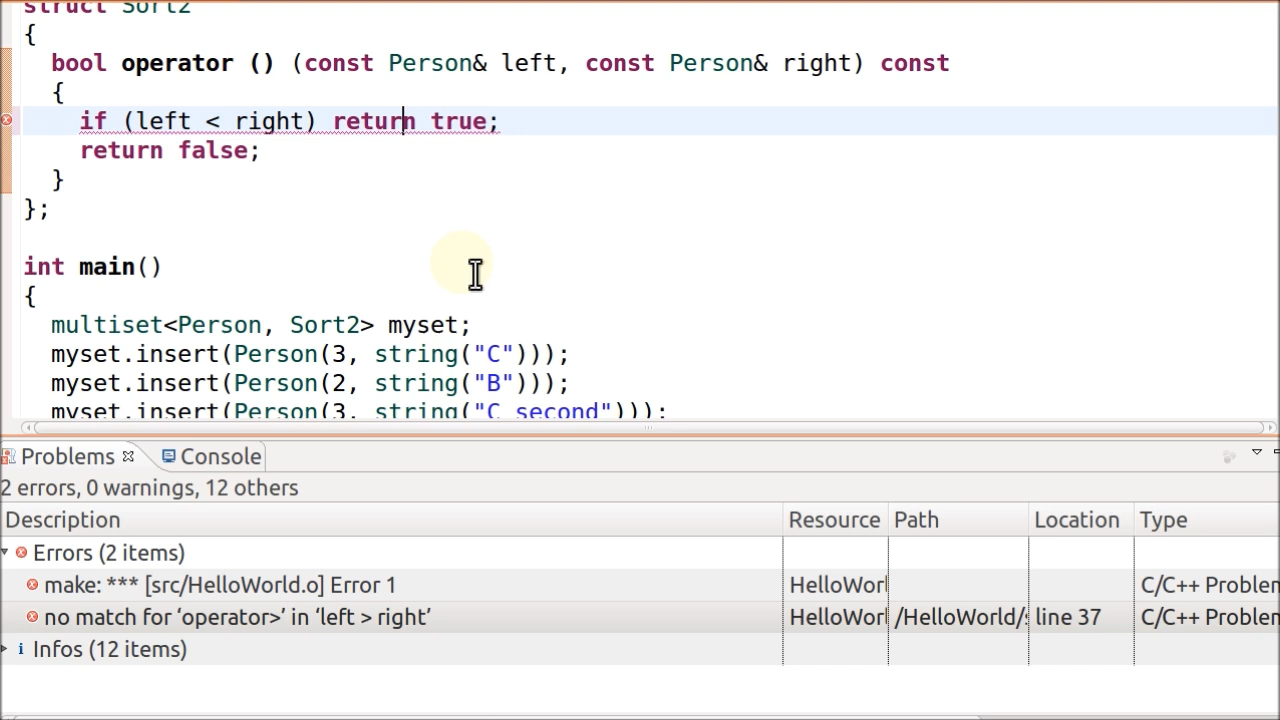 struct Sort2
{
bool operator () (const Person& left, const Person& right) const
{
if (left < right) return true;
return false;
}
};
int main()
{
multiset<Person, Sort2> myset;
myset.insert(Person(3, string("C")));
myset.insert(Person(2, string("B")));
myset.insert(Person(3, string("C second")));
Problems Console
2 errors, 0 warnings, 12 others
Description Resource Path Location Type
Errors (2 items)
make: *** [src/HelloWorld.o] Error 1 HelloWorl C/C++ Problem
no match for ‘operator>’ in ‘left > right’ HelloWorl /HelloWorld/s line 37 C/C++ Problem
i Infos (12 items)